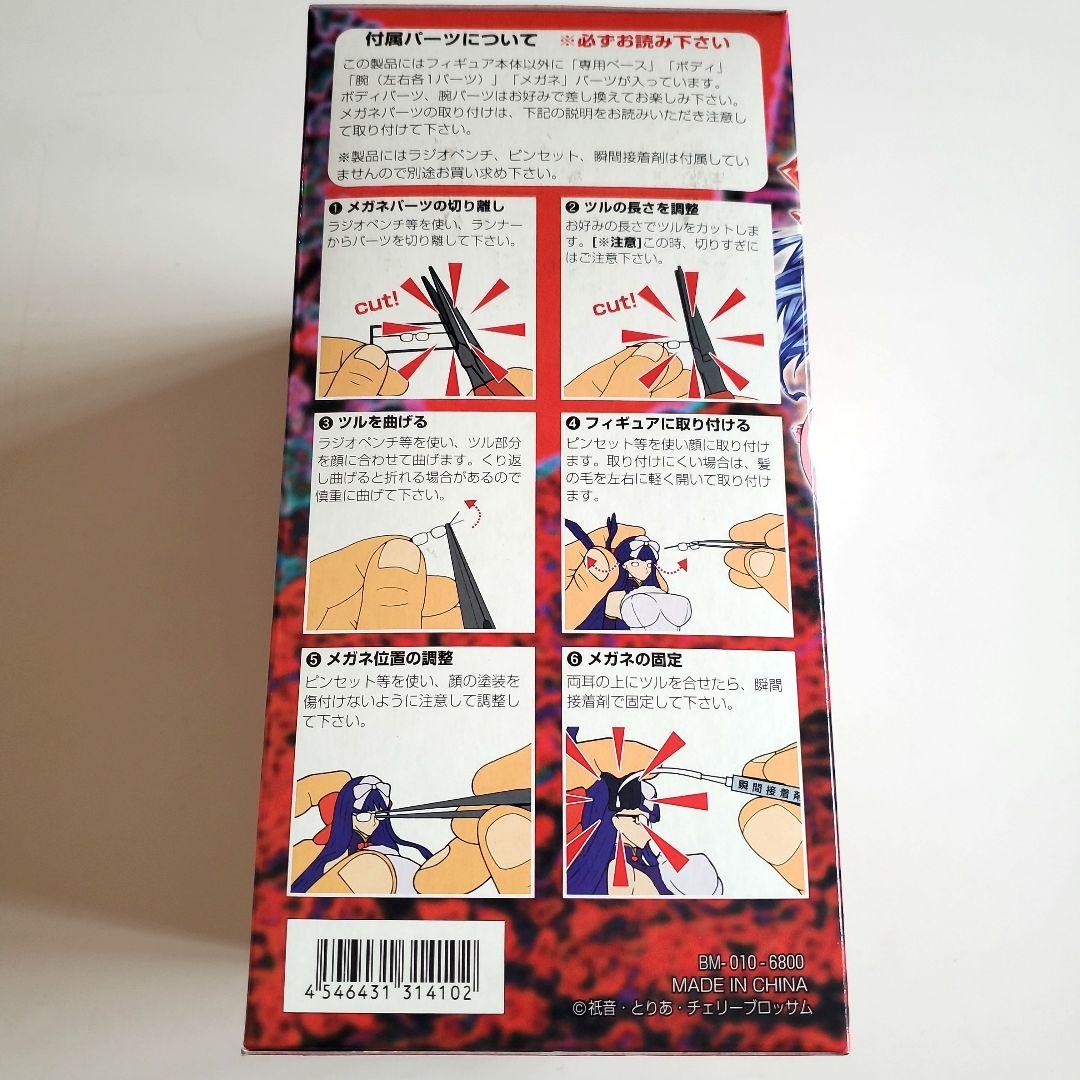 付属パーツについて ※必ずお読み下さい
この製品にはフィギュア本体以外に「専用ベース」「ボディ」
「腕（左右各1パーツ）」「メガネ」パーツが入っています。
ボディパーツ、腕パーツはお好みで差し換えてお楽しみ下さい。
メガネパーツの取り付けは、下記の説明をお読みいただき注意し
て取り付けて下さい。
※製品にはラジオペンチ、ピンセット、瞬間接着剤は付属してい
ませんので別途お買い求め下さい。
❶ メガネパーツの切り離し
ラジオペンチ等を使い、ランナー
からパーツを切り離して下さい。
cut!
❷ ツルの長さを調整
お好みの長さでツルをカットしま
す。[※注意]この時、切りすぎに
はご注意下さい。
cut!
❸ ツルを曲げる
ラジオペンチ等を使い、ツル部分
を顔に合わせて曲げます。くり返
し曲げると折れる場合があるので
慎重に曲げて下さい。
❹ フィギュアに取り付ける
ピンセット等を使い顔に取り付け
ます。取り付けにくい場合は、髪
の毛を左右に軽く開いて取り付け
ます。
❺ メガネ位置の調整
ピンセット等を使い、顔の塗装を
傷付けないように注意して調整し
て下さい。
❻ メガネの固定
両耳の上にツルを合せたら、瞬間
接着剤で固定して下さい。
瞬間接着剤
4 546431 314102
BM- 010 - 6800
MADE IN CHINA
©祇音・とりあ・チェリーブロッサム